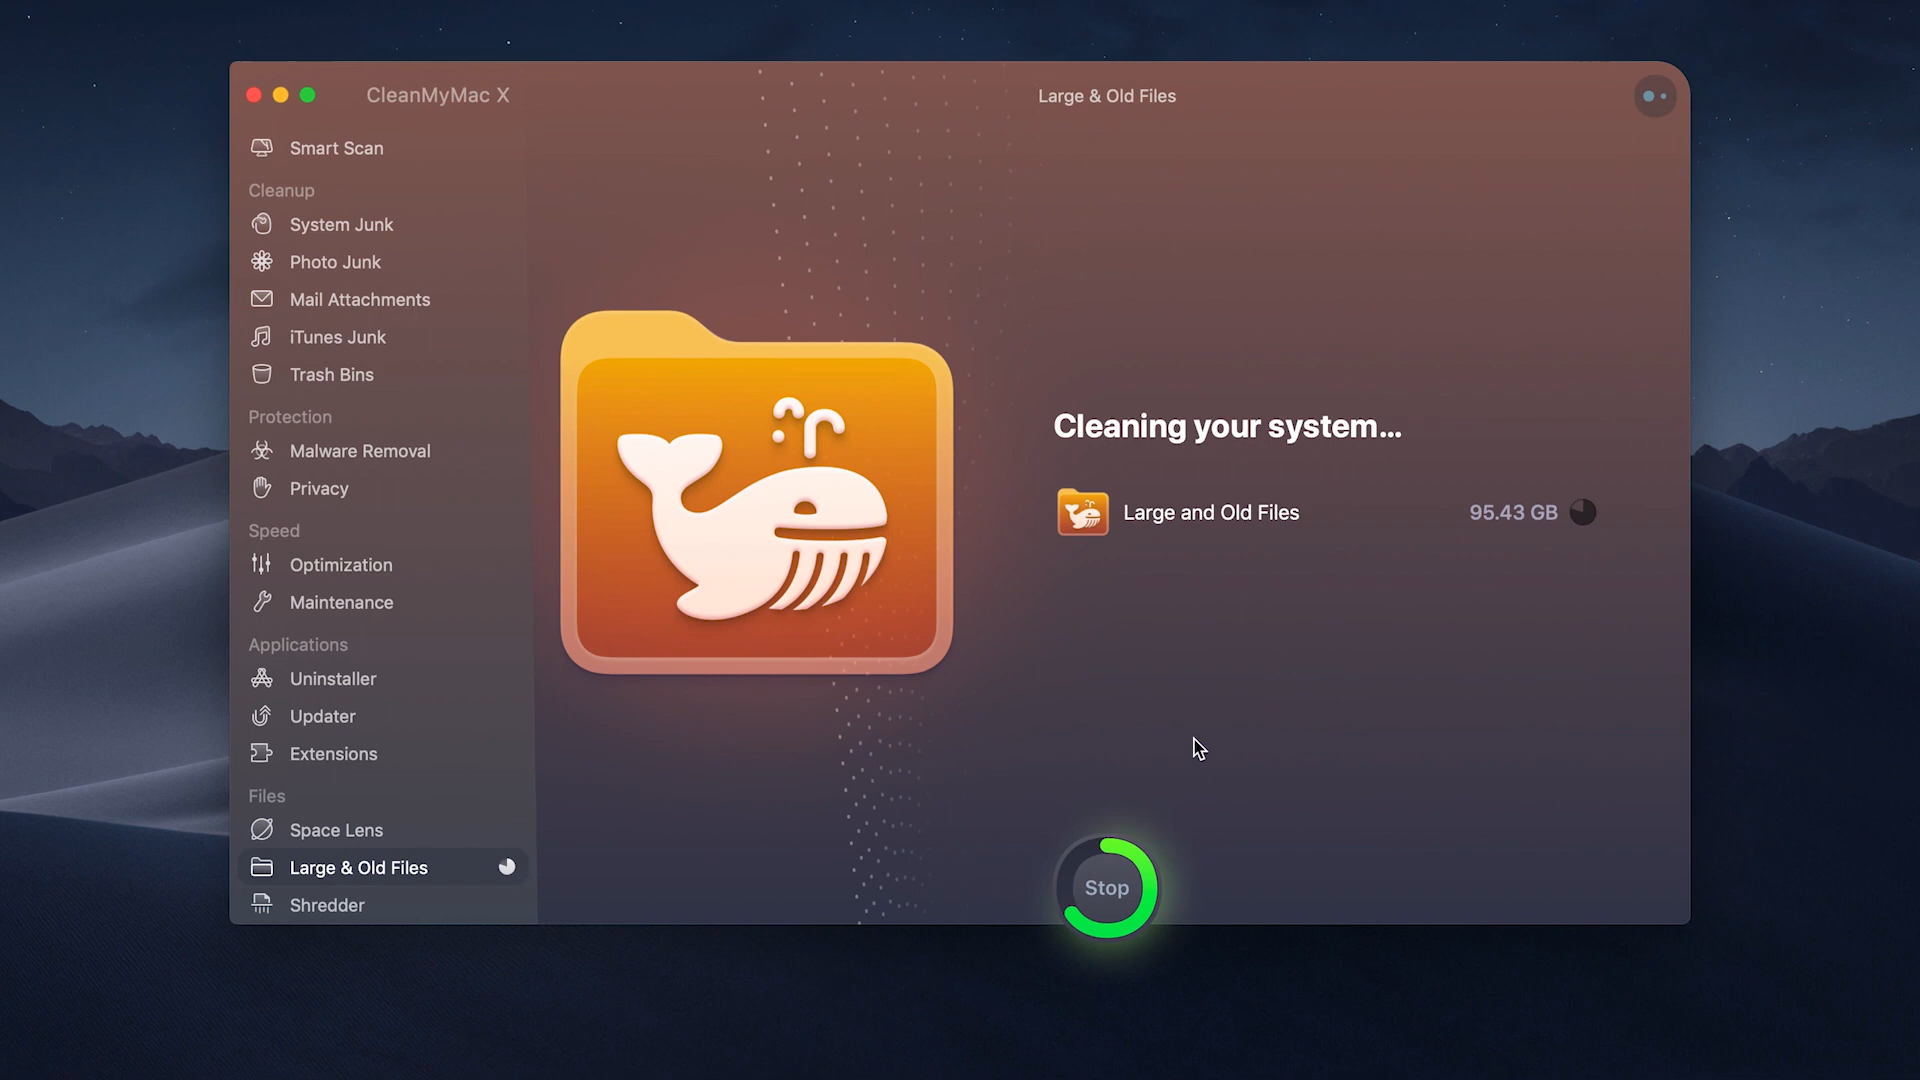 CleanMyMac X
Large & Old Files
Smart Scan
Cleanup
System Junk
Photo Junk
Mail Attachments
iTunes Junk
Trash Bins
Protection
Malware Removal
Privacy
Speed
Optimization
Maintenance
Applications
Uninstaller
Updater
Extensions
Files
Space Lens
Large & Old Files
Shredder
Cleaning your system...
Large and Old Files 95.43 GB
Stop